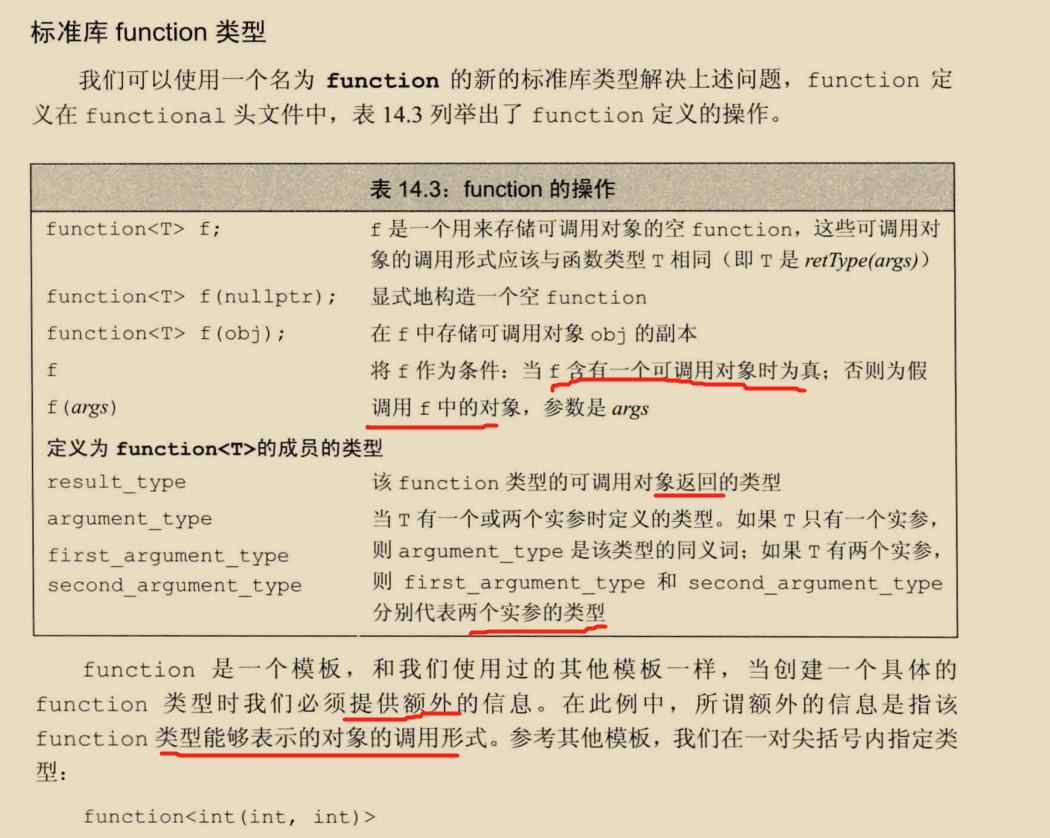 标准库 function 类型
我们可以使用一个名为 function 的新的标准库类型解决上述问题，function 定
义在 functional 头文件中，表 14.3 列举出了 function 定义的操作。
表 14.3：function 的操作
function<T> f;
f 是一个用来存储可调用对象的空 function，这些可调用对
象的调用形式应该与函数类型 T 相同（即 T 是 retType(args)）
function<T> f(nullptr);
显式地构造一个空 function
function<T> f(obj);
在 f 中存储可调用对象 obj 的副本
f
将 f 作为条件：当 f 含有一个可调用对象时为真；否则为假
f(args)
调用 f 中的对象，参数是 args
定义为 function<T>的成员的类型
result_type
该 function 类型的可调用对象返回的类型
argument_type
first_argument_type
second_argument_type
当 T 有一个或两个实参时定义的类型。如果 T 只有一个实参，
则 argument_type 是该类型的同义词；如果 T 有两个实参，
则 first_argument_type 和 second_argument_type
分别代表两个实参的类型
function 是一个模板，和我们使用过的其他模板一样，当创建一个具体的
function 类型时我们必须提供额外的信息。在此例中，所谓额外的信息是指该
function 类型能够表示的对象的调用形式。参考其他模板，我们在一对尖括号内指定类
型：
function<int(int, int)>